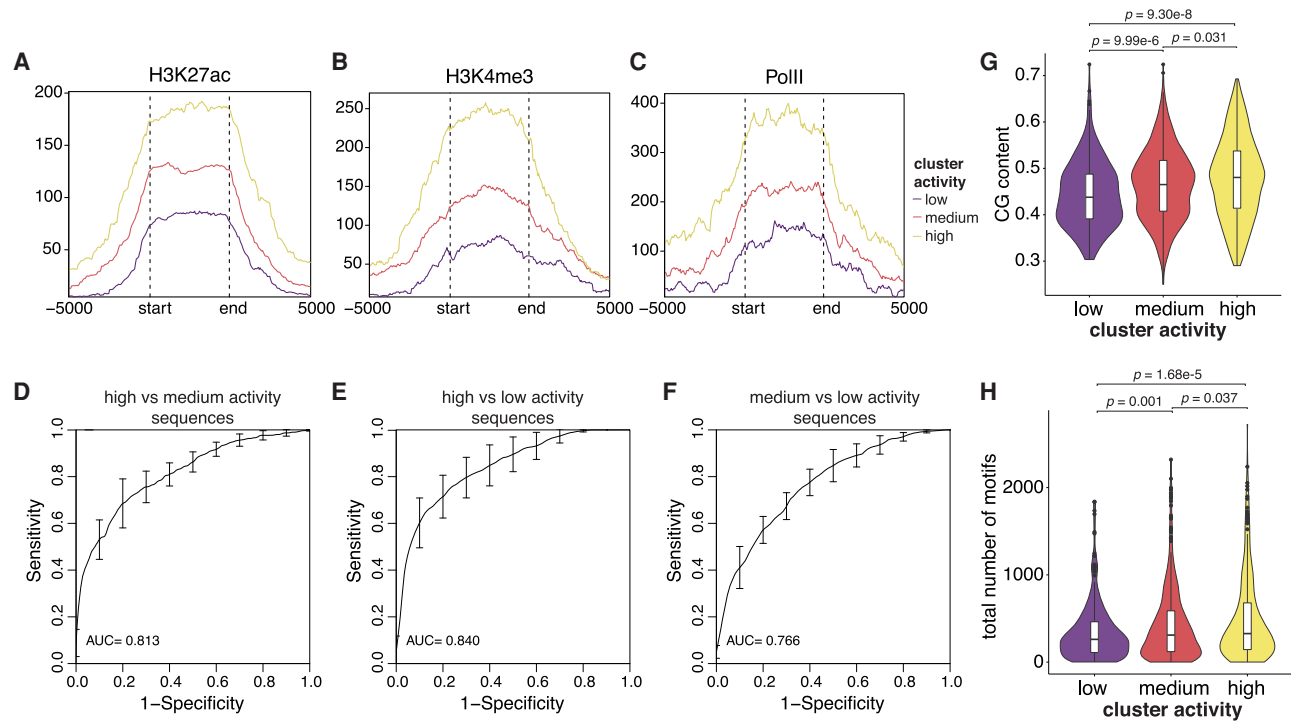 A
H3K27ac
200
150
100
50
−5000
start
end
5000
B
H3K4me3
250
200
150
100
50
−5000
start
end
5000
C
PolII
400
300
200
100
−5000
start
end
5000
cluster
activity
low
medium
high
D
high vs medium activity
sequences
1.0
0.8
0.6
0.4
0.2
0.0
Sensitivity
AUC= 0.813
0.0 0.2 0.4 0.6 0.8 1.0
1−Specificity
E
high vs low activity
sequences
1.0
0.8
0.6
0.4
0.2
0.0
Sensitivity
AUC= 0.840
0.0 0.2 0.4 0.6 0.8 1.0
1−Specificity
F
medium vs low activity
sequences
1.0
0.8
0.6
0.4
0.2
0.0
Sensitivity
AUC= 0.766
0.0 0.2 0.4 0.6 0.8 1.0
1−Specificity
G
p = 9.30e-8
p = 9.99e-6
p = 0.031
0.7
0.6
0.5
0.4
0.3
CG content
low medium high
cluster activity
H
p = 1.68e-5
p = 0.001
p = 0.037
2000
1000
0
total number of motifs
low medium high
cluster activity